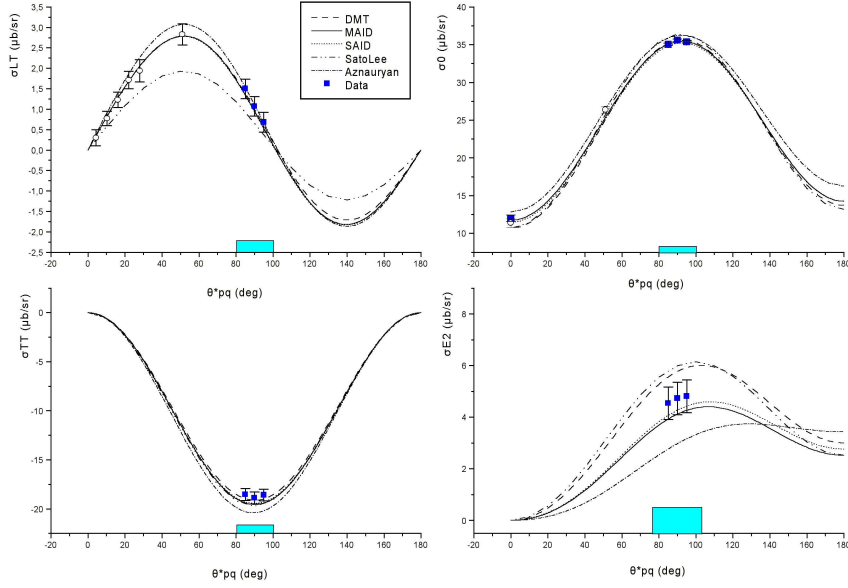 σLT (μb/sr)
3,5
3,0
2,5
2,0
1,5
1,0
0,5
0,0
-0,5
-1,0
-1,5
-2,0
-2,5
-20 0 20 40 60 80 100 120 140 160 180
θ*pq (deg)
DMT
MAID
SAID
SatoLee
Aznauryan
Data
σ0 (μb/sr)
40
35
30
25
20
15
10
-20 0 20 40 60 80 100 120 140 160 180
θ*pq (deg)
σTT (μb/sr)
0
-5
-10
-15
-20
-20 0 20 40 60 80 100 120 140 160 180
θ*pq (deg)
σE2 (μb/sr)
8
6
4
2
0
-20 0 20 40 60 80 100 120 140 160 180
θ*pq (deg)